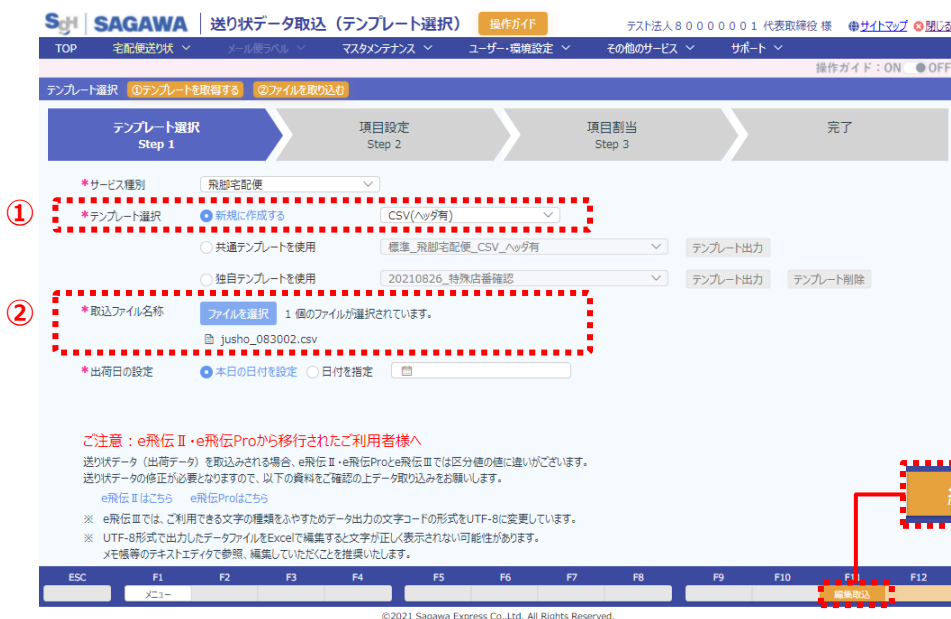 SGH SAGAWA 送り状データ取込（テンプレート選択） 操作ガイド テスト法人８００００００１ 代表取締役 様 サイトマップ 閉じる
TOP 宅配便送り状 メール便ラベル マスタメンテナンス ユーザー・環境設定 その他のサービス サポート
操作ガイド：ON OFF
テンプレート選択 ①テンプレートを取得する ②ファイルを取り込む
テンプレート選択 項目設定 項目割当 完了
Step 1 Step 2 Step 3
*サービス種別 飛脚宅配便
① *テンプレート選択 新規に作成する CSV(ヘッダ有)
共通テンプレートを使用 標準_飛脚宅配便_CSV_ヘッダ有 テンプレート出力
独自テンプレートを使用 20210826_特殊店番確認 テンプレート出力 テンプレート削除
② *取込ファイル名称 ファイルを選択 1 個のファイルが選択されています。
jusho_083002.csv
*出荷日の設定 本日の日付を設定 日付を指定
ご注意：e飛伝Ⅱ・e飛伝Proから移行されたご利用者様へ
送り状データ（出荷データ）を取込みされる場合、e飛伝Ⅱ・e飛伝Proとe飛伝Ⅲでは区分値の値に違いがございます。
送り状データの修正が必要となりますので、以下の資料をご確認の上データ取り込みをお願いします。
e飛伝Ⅱはこちら e飛伝Proはこちら
※ e飛伝Ⅲでは、ご利用できる文字の種類をふやすためデータ出力の文字コードの形式をUTF-8に変更しています。
※ UTF-8形式で出力したデータファイルをExcelで編集すると文字が正しく表示されない可能性があります。
メモ帳等のテキストエディタで参照、編集していただくことを推奨いたします。
ESC F1 F2 F3 F4 F5 F6 F7 F8 F9 F10 F11 F12
メニュー 編集取込
©2021 Sagawa Express Co.,Ltd. All Rights Reserved.